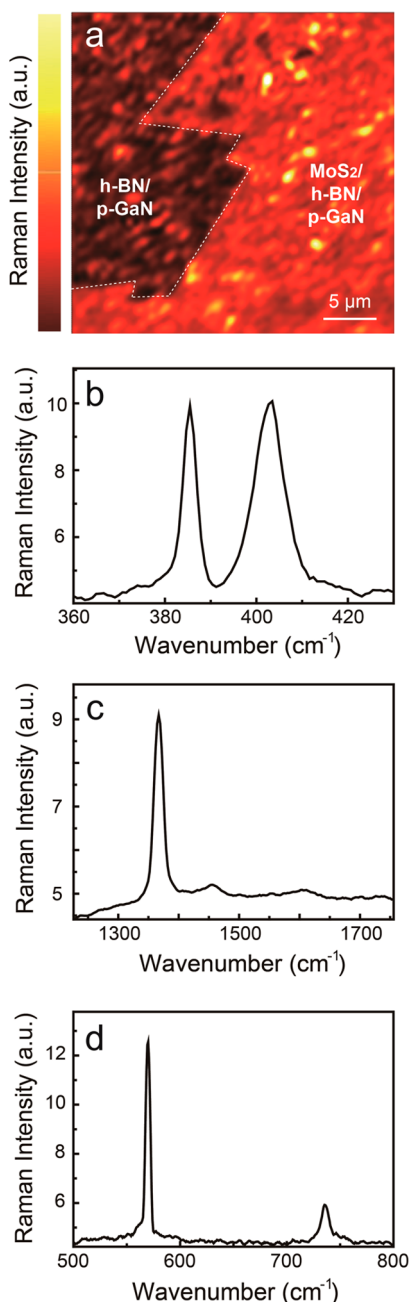 Raman Intensity (a.u.)
a
h-BN/
p-GaN
MoS₂/
h-BN/
p-GaN
5 µm
b
Raman Intensity (a.u.)
10
8
6
360 380 400 420
Wavenumber (cm⁻¹)
c
Raman Intensity (a.u.)
9
7
5
1300 1500 1700
Wavenumber (cm⁻¹)
d
Raman Intensity (a.u.)
12
10
8
6
500 600 700 800
Wavenumber (cm⁻¹)